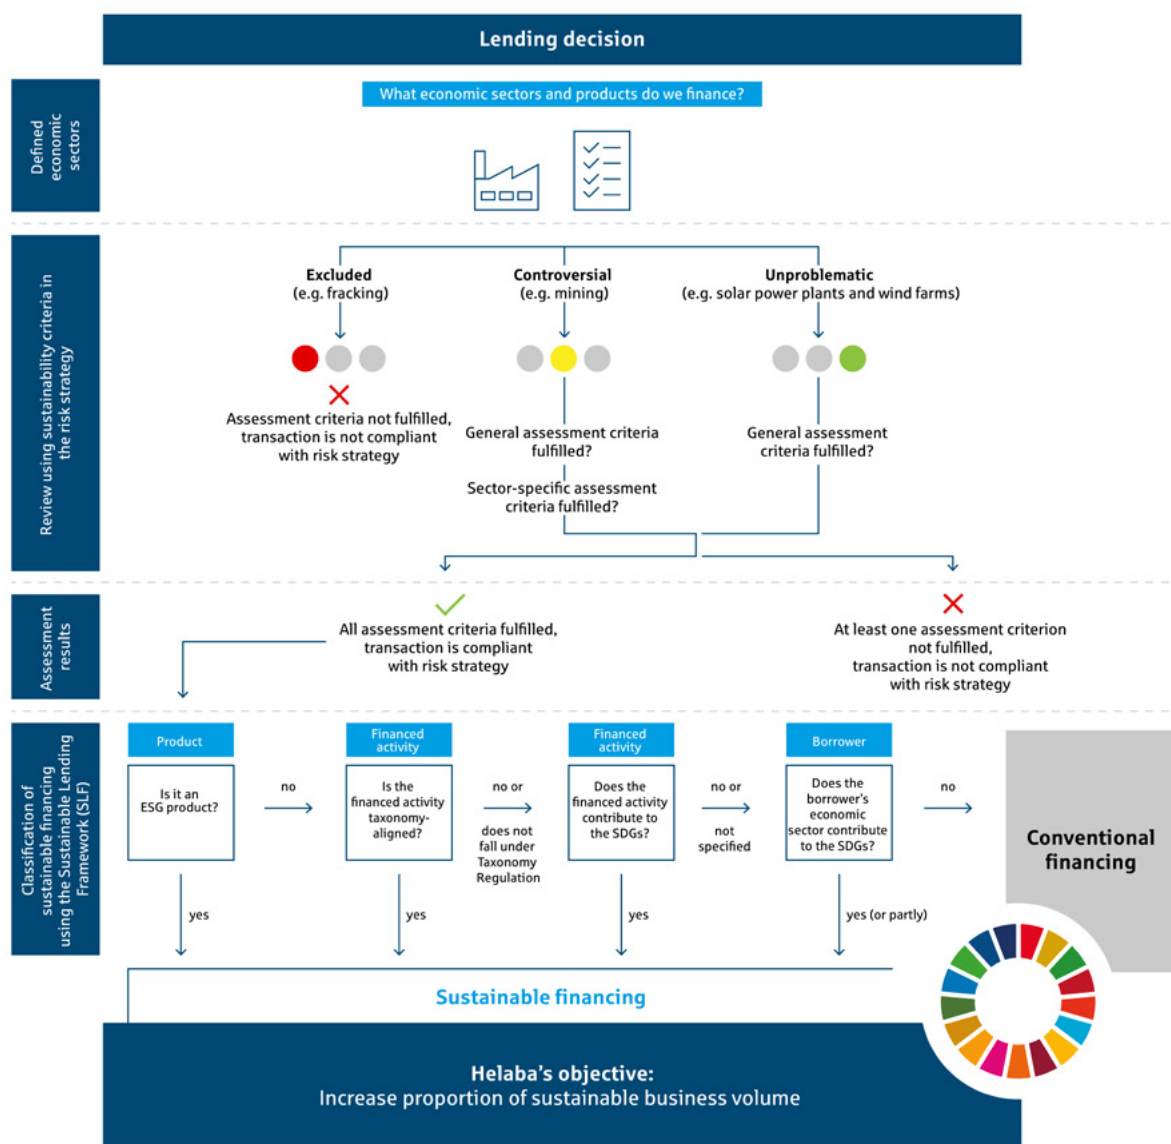 Lending decision
Defined
economic
sectors
What economic sectors and products do we finance?
Review using sustainability criteria in
the risk strategy
Excluded
(e.g. fracking)
Controversial
(e.g. mining)
Unproblematic
(e.g. solar power plants and wind farms)
Assessment criteria not fulfilled,
transaction is not compliant
with risk strategy
General assessment criteria
fulfilled?
Sector-specific assessment
criteria fulfilled?
General assessment
criteria fulfilled?
Assessment
results
All assessment criteria fulfilled,
transaction is compliant
with risk strategy
At least one assessment criterion
not fulfilled,
transaction is not compliant
with risk strategy
Classification of
sustainable financing
using the Sustainable Lending
Framework (SLF)
Product
Is it an
ESG product?
no
yes
Financed
activity
Is the
financed activity
taxonomy-
aligned?
no or
does not
fall under
Taxonomy
Regulation
yes
Financed
activity
Does the
financed activity
contribute
to the SDGs?
no or
not
specified
yes
Borrower
Does the
borrower's
economic
sector contribute
to the SDGs?
no
yes (or partly)
Conventional
financing
Sustainable financing
Helaba's objective:
Increase proportion of sustainable business volume